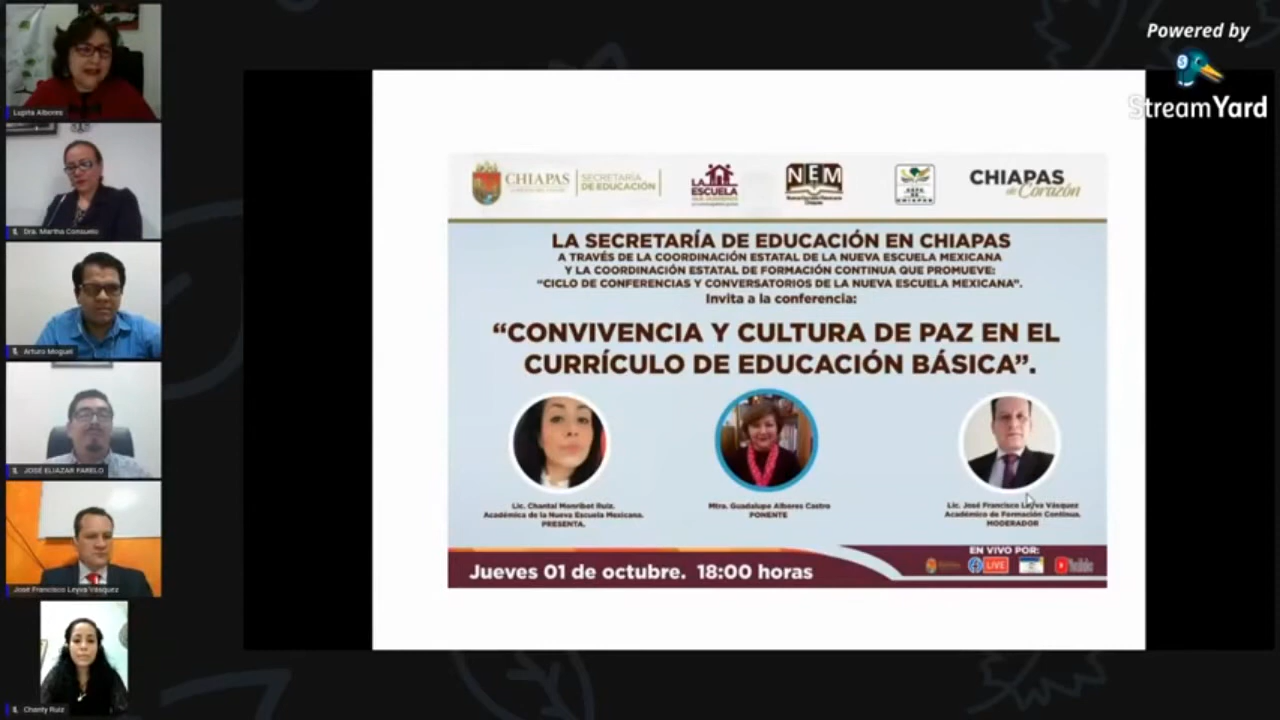 Powered by
StreamYard
Lupita Albores
Dra. Martha Consuelo
Arturo Moguel
JOSÉ ELIAZAR FARELO
José Francisco Leyva Vásquez
Chanty Ruiz
CHIAPAS
SECRETARÍA
DE EDUCACIÓN
LA
ESCUELA
NEM
CHIAPAS
de Corazón
LA SECRETARÍA DE EDUCACIÓN EN CHIAPAS
A TRAVÉS DE LA COORDINACIÓN ESTATAL DE LA NUEVA ESCUELA MEXICANA
Y LA COORDINACIÓN ESTATAL DE FORMACIÓN CONTINUA QUE PROMUEVE:
“CICLO DE CONFERENCIAS Y CONVERSATORIOS DE LA NUEVA ESCUELA MEXICANA”.
Invita a la conferencia:
“CONVIVENCIA Y CULTURA DE PAZ EN EL
CURRÍCULO DE EDUCACIÓN BÁSICA”.
Lic. Chantal Monribot Ruiz.
Académica de la Nueva Escuela Mexicana.
PRESENTA.
Mtra. Guadalupe Albores Castro
PONENTE
Lic. José Francisco Leyva Vásquez
Académico de Formación Continua.
MODERADOR
Jueves 01 de octubre. 18:00 horas
EN VIVO POR:
LIVE
YouTube